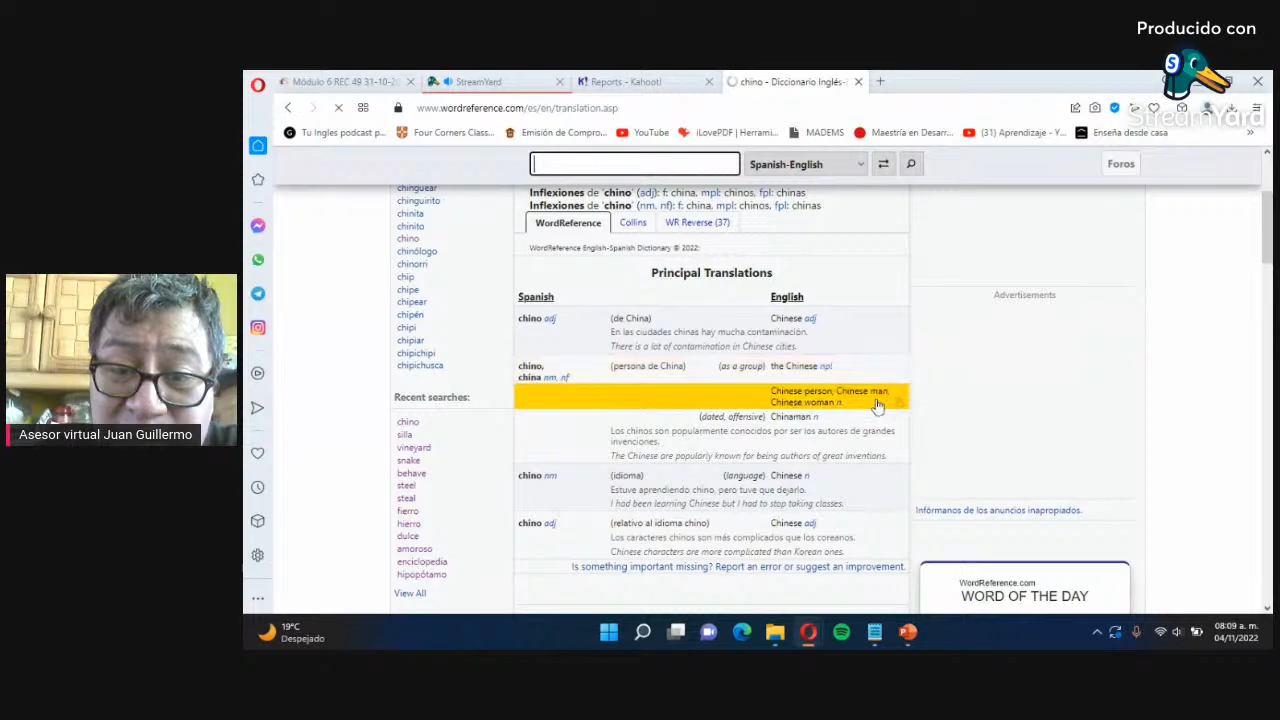 Producido con
StreamYard
Módulo 6 REC 49 31-10-20
StreamYard
Reports - Kahoot!
chino - Diccionario Inglés-
www.wordreference.com/es/en/translation.asp
Tu Ingles podcast p...
Four Corners Class...
Emisión de Compro...
YouTube
iLovePDF | Herrami...
MADEMS
Maestría en Desarr...
(31) Aprendizaje - Y...
Enseña desde casa
Spanish-English
Foros
chinguear
chinguirito
chinita
chinito
chino
chinólogo
chinorri
chip
chipe
chipear
chipén
chipi
chipiar
chipichipi
chipichusca
Recent searches:
chino
silla
vineyard
snake
behave
steel
steal
fierro
hierro
dulce
amoroso
enciclopedia
hipopótamo
View All
Inflexiones de 'chino' (adj): f: china, mpl: chinos, fpl: chinas
Inflexiones de 'chino' (nm, nf): f: china, mpl: chinos, fpl: chinas
WordReference
Collins
WR Reverse (37)
WordReference English-Spanish Dictionary © 2022:
Principal Translations
Spanish
English
chino adj (de China) Chinese adj
En las ciudades chinas hay mucha contaminación.
There is a lot of contamination in Chinese cities.
chino, (persona de China) (as a group) the Chinese npl
china nm, nf
Chinese person, Chinese man,
Chinese woman n
(dated, offensive) Chinaman n
Los chinos son popularmente conocidos por ser los autores de grandes
invenciones.
The Chinese are popularly known for being authors of great inventions.
chino nm (idioma) (language) Chinese n
Estuve aprendiendo chino, pero tuve que dejarlo.
I had been learning Chinese but I had to stop taking classes.
chino adj (relativo al idioma chino) Chinese adj
Los caracteres chinos son más complicados que los coreanos.
Chinese characters are more complicated than Korean ones.
Is something important missing? Report an error or suggest an improvement.
Advertisements
Infórmanos de los anuncios inapropiados.
WordReference.com
WORD OF THE DAY
Asesor virtual Juan Guillermo
19°C
Despejado
08:09 a. m.
04/11/2022